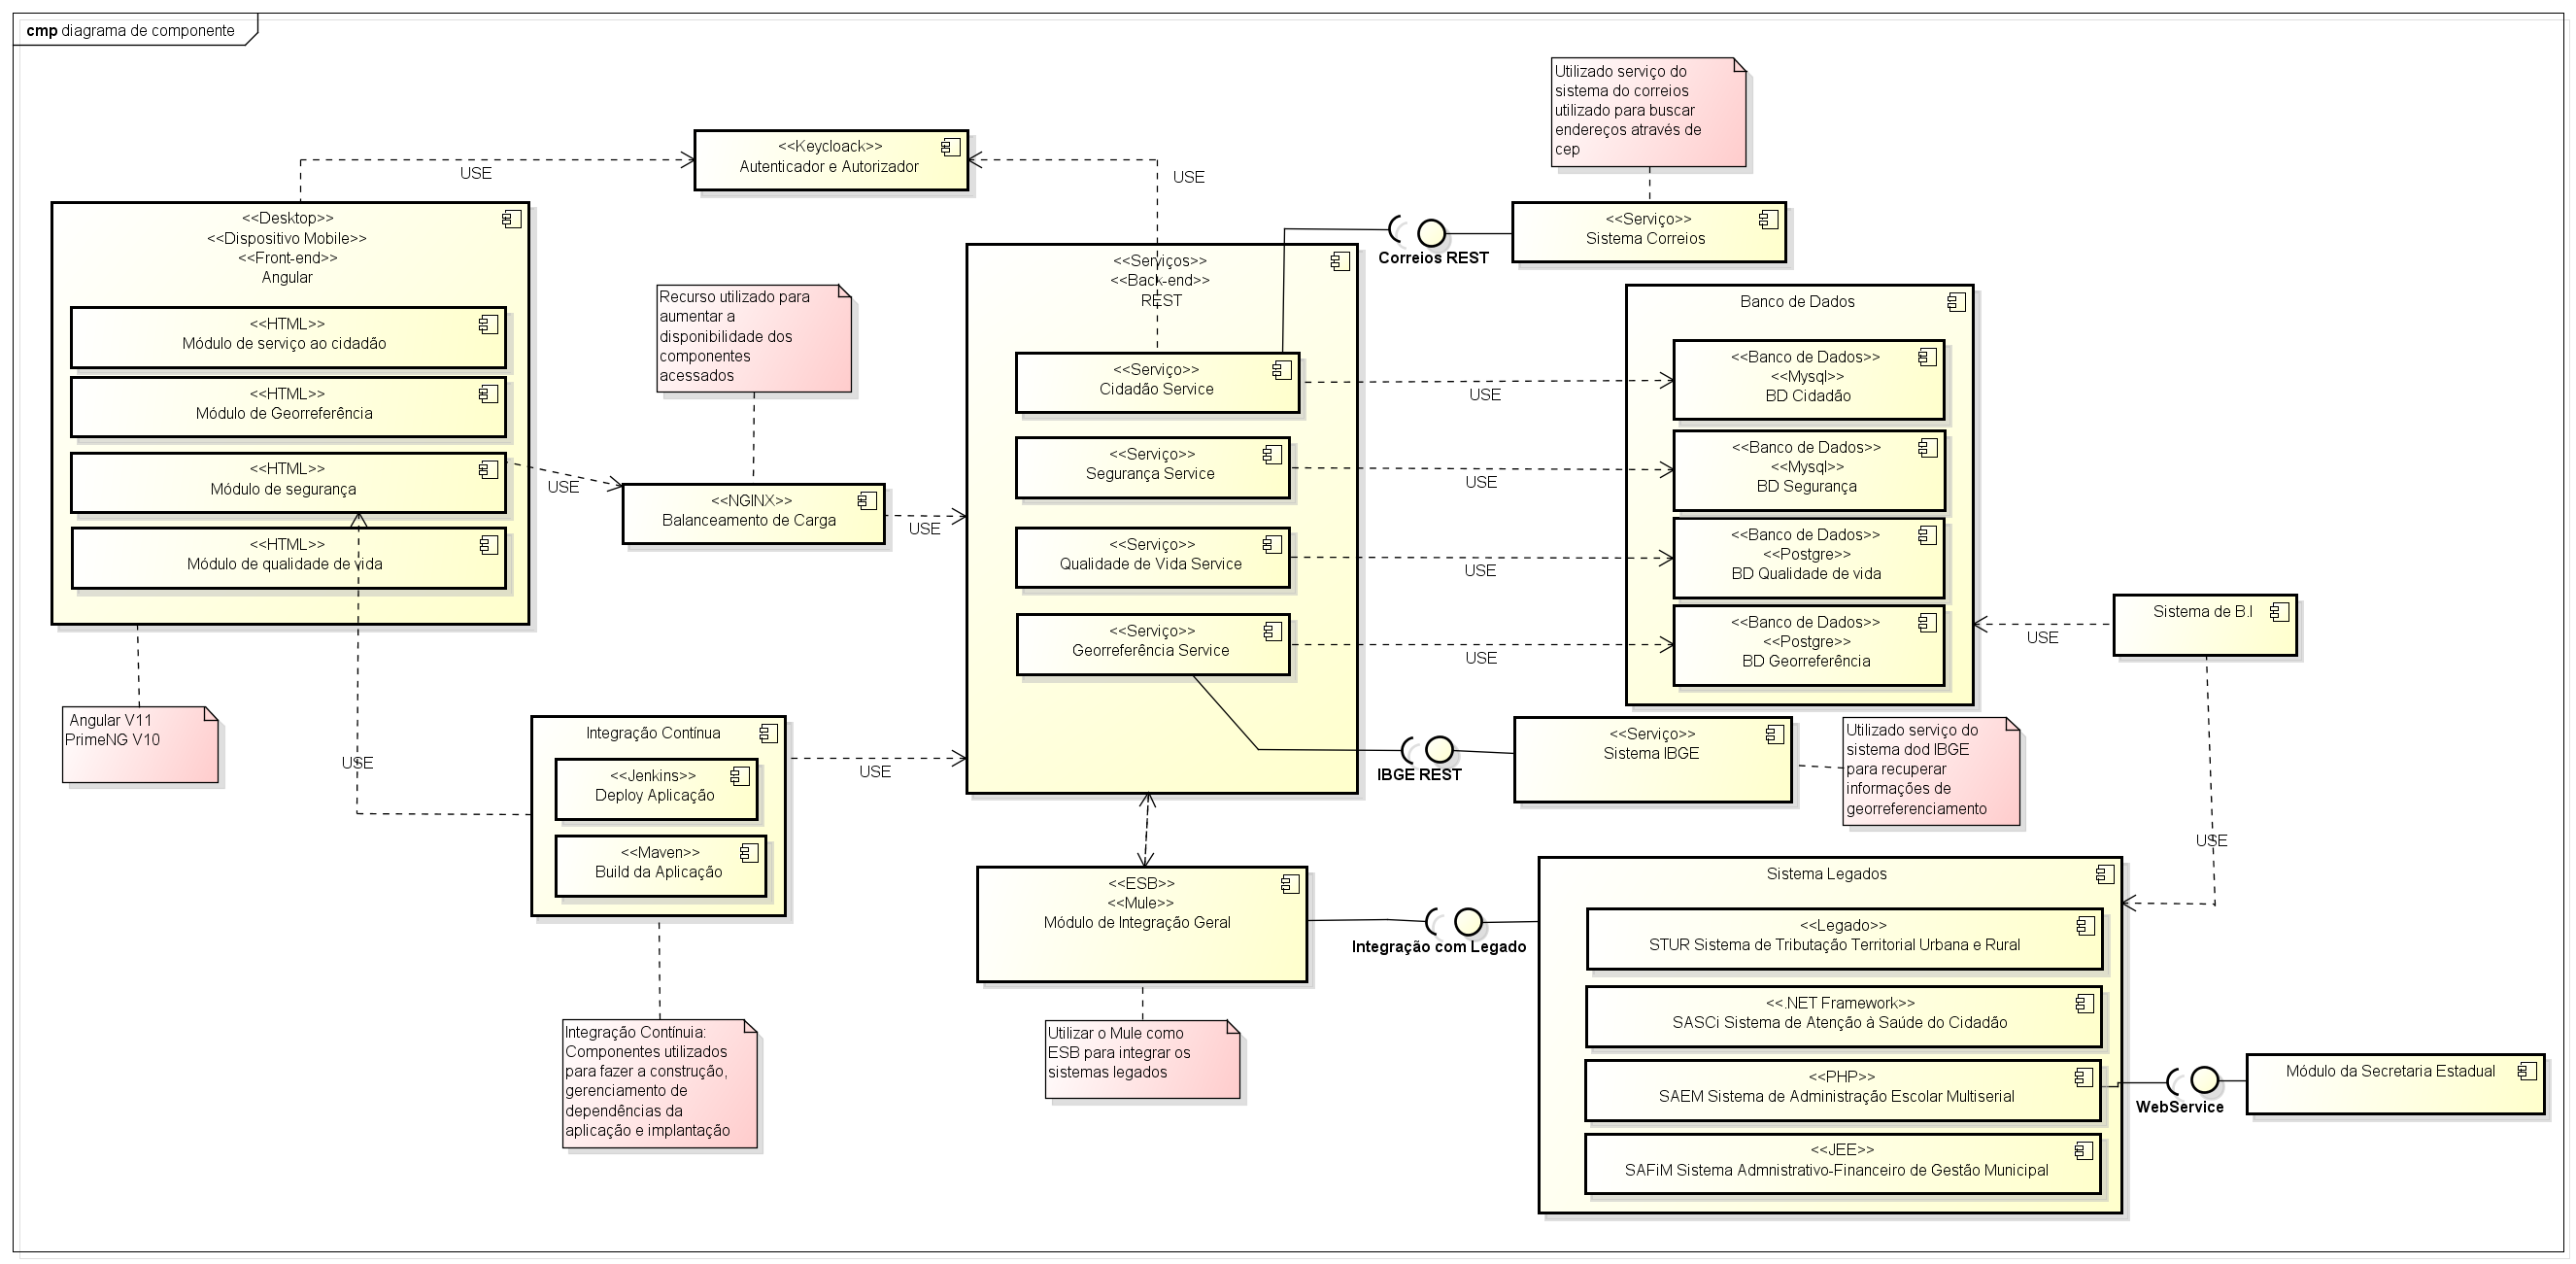 cmp diagrama de componente
Utilizado serviço do
sistema do correios
utilizado para buscar
endereços através de
cep
<<Keycloack>>
Autenticador e Autorizador
USE
USE
<<Serviço>>
Sistema Correios
Correios REST
<<Desktop>>
<<Dispositivo Mobile>>
<<Front-end>>
Angular
<<HTML>>
Módulo de serviço ao cidadão
<<HTML>>
Módulo de Georreferência
<<HTML>>
Módulo de segurança
<<HTML>>
Módulo de qualidade de vida
USE
Recurso utilizado para
aumentar a
disponibilidade dos
componentes
acessados
<<NGINX>>
Balanceamento de Carga
USE
<<Serviços>>
<<Back-end>>
REST
<<Serviço>>
Cidadão Service
<<Serviço>>
Segurança Service
<<Serviço>>
Qualidade de Vida Service
<<Serviço>>
Georreferência Service
USE
USE
USE
USE
Banco de Dados
<<Banco de Dados>>
<<Mysql>>
BD Cidadão
<<Banco de Dados>>
<<Mysql>>
BD Segurança
<<Banco de Dados>>
<<Postgre>>
BD Qualidade de vida
<<Banco de Dados>>
<<Postgre>>
BD Georreferência
Sistema de B.I
USE
USE
Angular V11
PrimeNG V10
USE
Integração Contínua
<<Jenkins>>
Deploy Aplicação
<<Maven>>
Build da Aplicação
USE
IBGE REST
<<Serviço>>
Sistema IBGE
Utilizado serviço do
sistema dod IBGE
para recuperar
informações de
georreferenciamento
<<ESB>>
<<Mule>>
Módulo de Integração Geral
Integração com Legado
Sistema Legados
<<Legado>>
STUR Sistema de Tributação Territorial Urbana e Rural
<<.NET Framework>>
SASCi Sistema de Atenção à Saúde do Cidadão
<<PHP>>
SAEM Sistema de Administração Escolar Multiserial
<<JEE>>
SAFiM Sistema Admnistrativo-Financeiro de Gestão Municipal
WebService
Módulo da Secretaria Estadual
Integração Contínuia:
Componentes utilizados
para fazer a construção,
gerenciamento de
dependências da
aplicação e implantação
Utilizar o Mule como
ESB para integrar os
sistemas legados